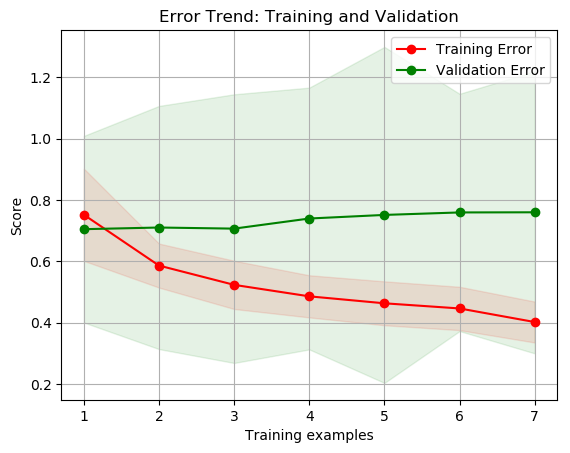 Error Trend: Training and Validation
Training Error
Validation Error
1.2
1.0
0.8
0.6
0.4
0.2
Score
1 2 3 4 5 6 7
Training examples